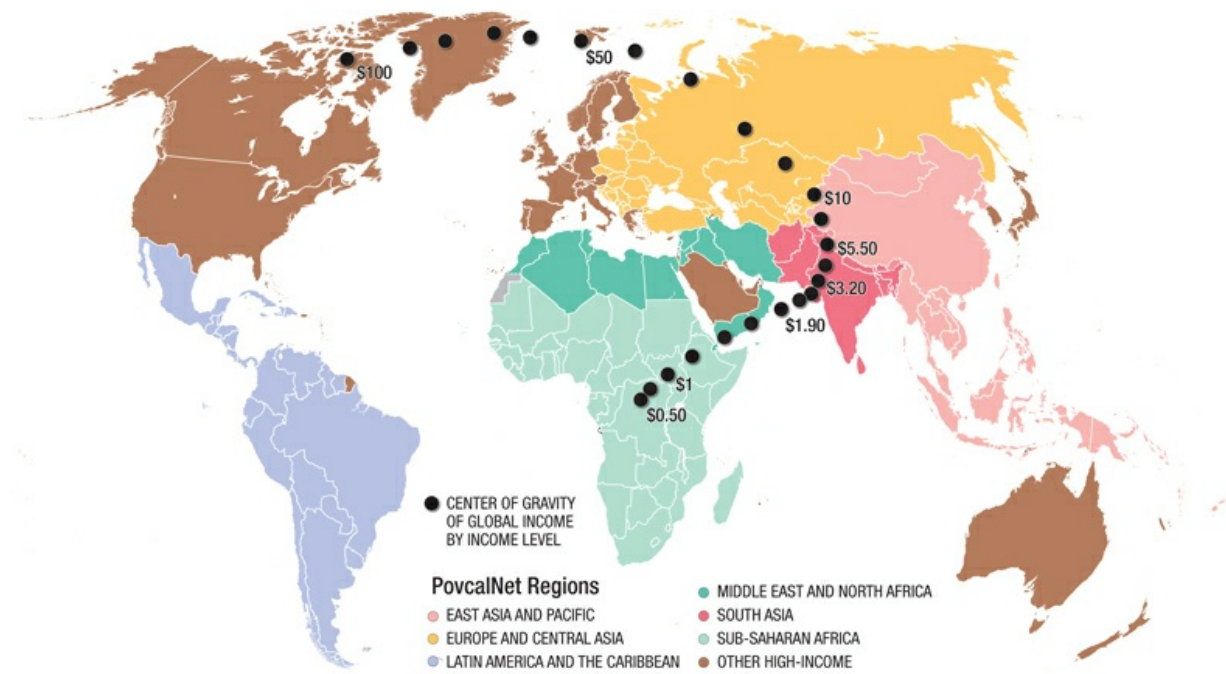 $100
$50
$10
$5.50
$3.20
$1.90
$1
$0.50
CENTER OF GRAVITY
OF GLOBAL INCOME
BY INCOME LEVEL
PovcalNet Regions
EAST ASIA AND PACIFIC
EUROPE AND CENTRAL ASIA
LATIN AMERICA AND THE CARIBBEAN
MIDDLE EAST AND NORTH AFRICA
SOUTH ASIA
SUB-SAHARAN AFRICA
OTHER HIGH-INCOME